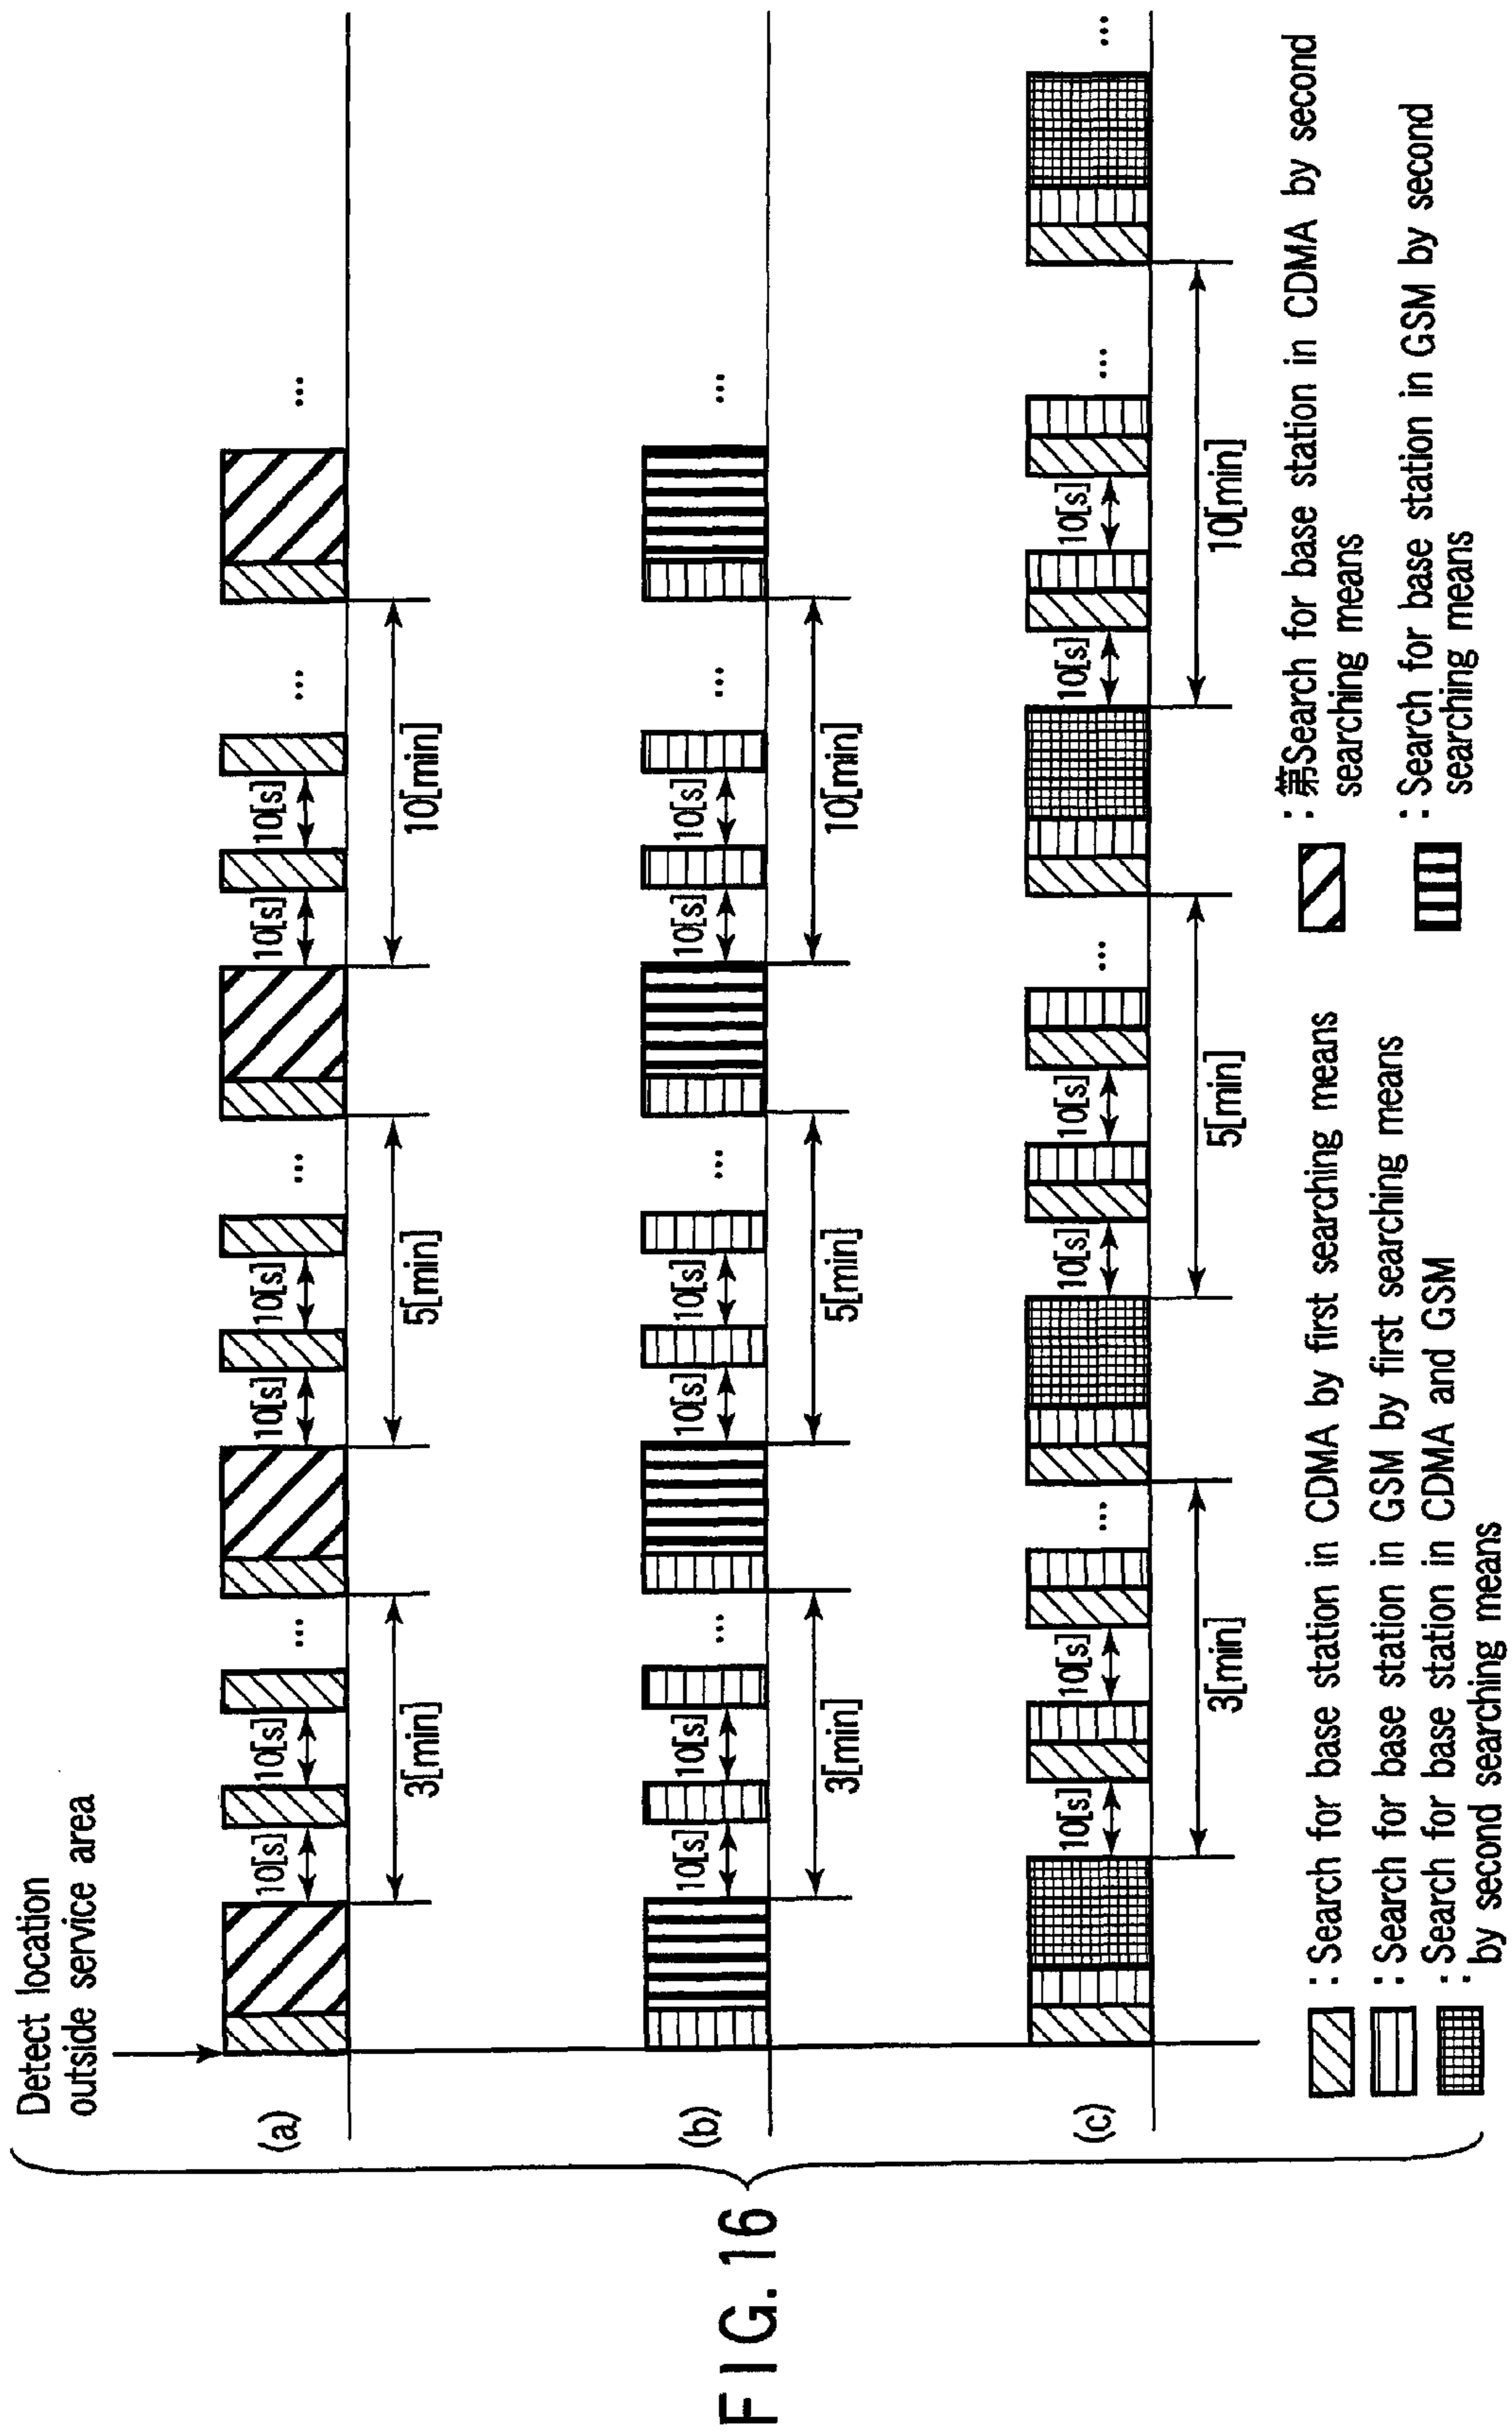 FIG. 16
Detect location
outside service area
(a)
10[s]
10[s]
...
10[s]
10[s]
...
10[s]
10[s]
...
...
3[min]
5[min]
10[min]
(b)
10[s]
10[s]
...
10[s]
10[s]
...
10[s]
10[s]
...
...
3[min]
5[min]
10[min]
(c)
10[s]
10[s]
...
10[s]
10[s]
...
10[s]
10[s]
...
...
3[min]
5[min]
10[min]
: Search for base station in CDMA by first searching means
: Search for base station in GSM by first searching means
: Search for base station in CDMA and GSM
by second searching means
: 第Search for base station in CDMA by second
searching means
: Search for base station in GSM by second
searching means